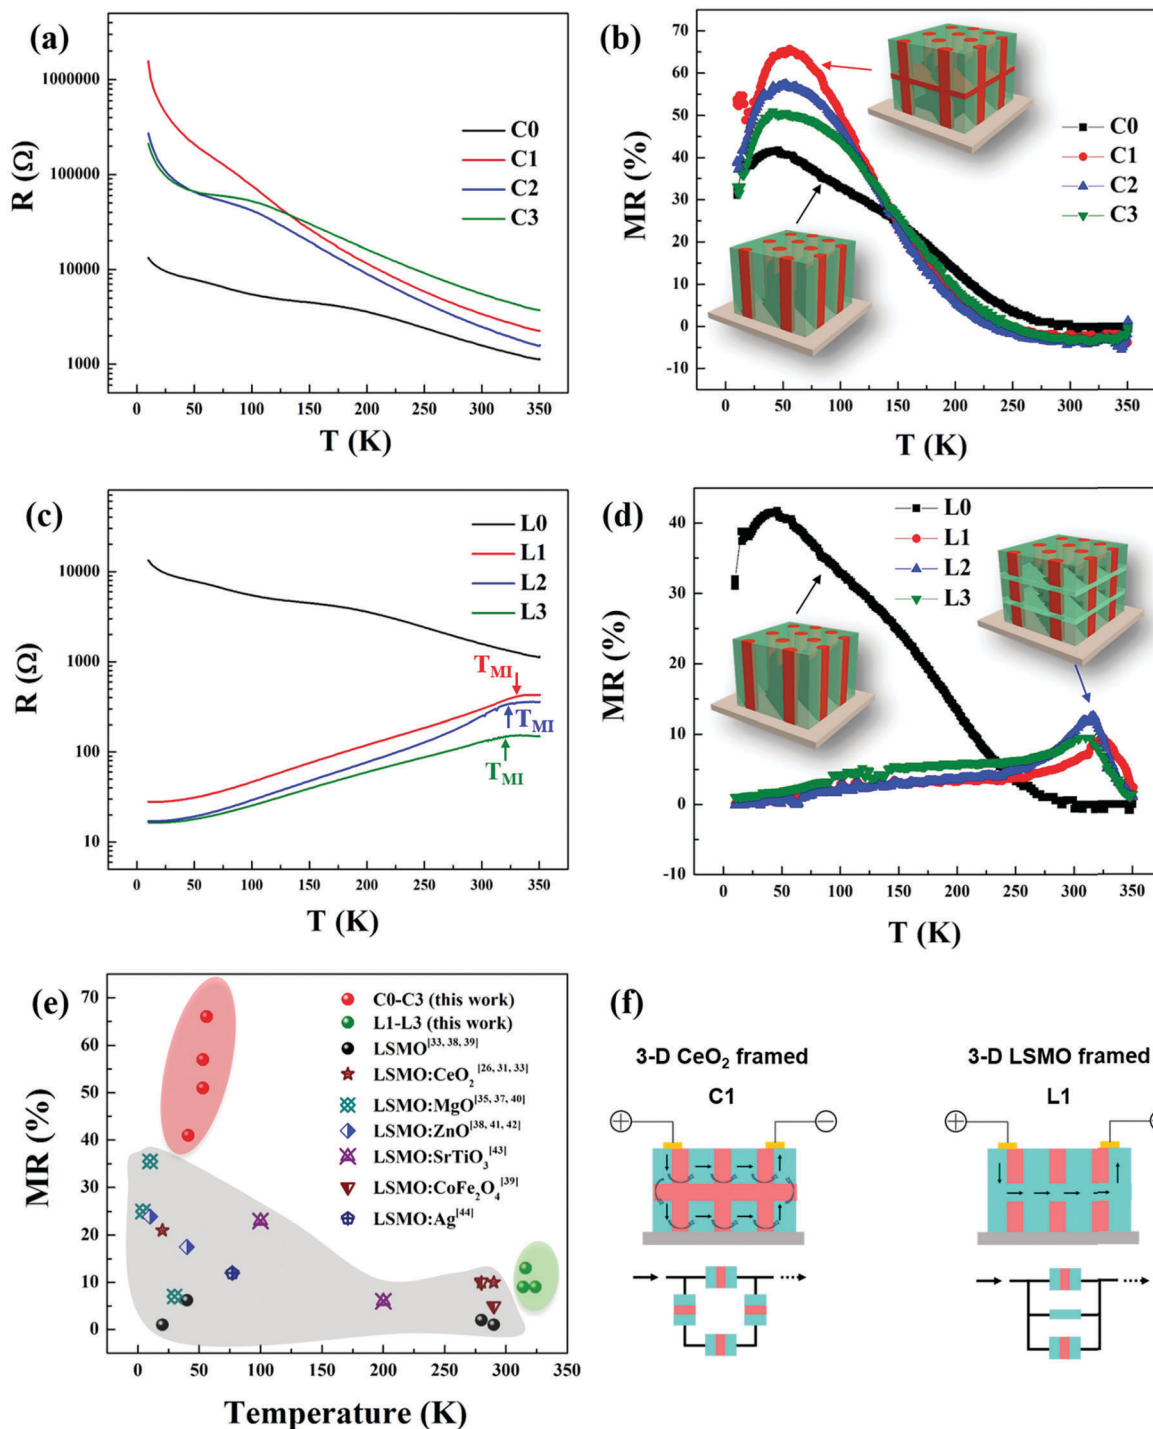 (a)
R (Ω)
1000000
100000
10000
1000
C0
C1
C2
C3
0 50 100 150 200 250 300 350
T (K)
(b)
MR (%)
70
65
60
50
40
30
20
10
0
-10
C0
C1
C2
C3
0 50 100 150 200 250 300 350
T (K)
(c)
R (Ω)
10000
1000
100
10
L0
L1
L2
L3
TMI
TMI
TMI
0 50 100 150 200 250 300 350
T (K)
(d)
MR (%)
40
30
20
10
0
-10
L0
L1
L2
L3
0 50 100 150 200 250 300 350
T (K)
(e)
MR (%)
70
60
50
40
30
20
10
0
C0-C3 (this work)
L1-L3 (this work)
LSMO[33, 38, 39]
LSMO:CeO2[26, 31, 33]
LSMO:MgO[35, 37, 40]
LSMO:ZnO[38, 41, 42]
LSMO:SrTiO3[43]
LSMO:CoFe2O4[39]
LSMO:Ag[44]
0 50 100 150 200 250 300 350
Temperature (K)
(f)
3-D CeO2 framed
C1
3-D LSMO framed
L1